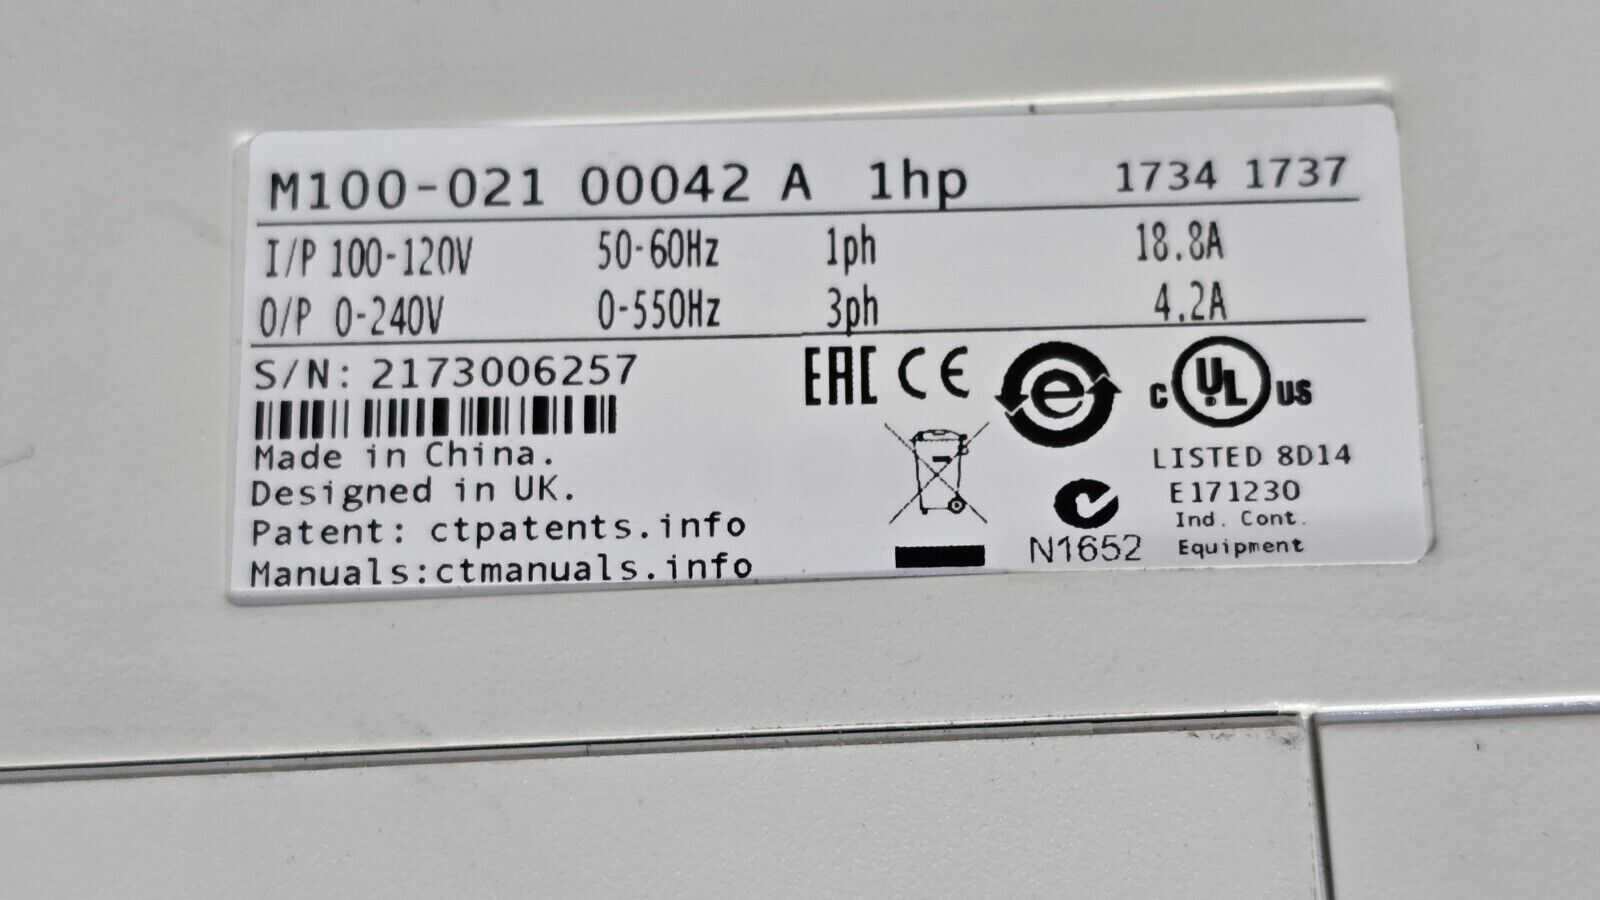 M100-021 00042 A 1hp 1734 1737
I/P 100-120V 50-60Hz 1ph 18.8A
O/P 0-240V 0-550Hz 3ph 4.2A
S/N: 2173006257
EAC CE e c UL US
Made in China.
LISTED 8D14
Designed in UK.
E171230
Patent: ctpatents.info
Ind. Cont.
Manuals:ctmanuals.info
N1652
Equipment